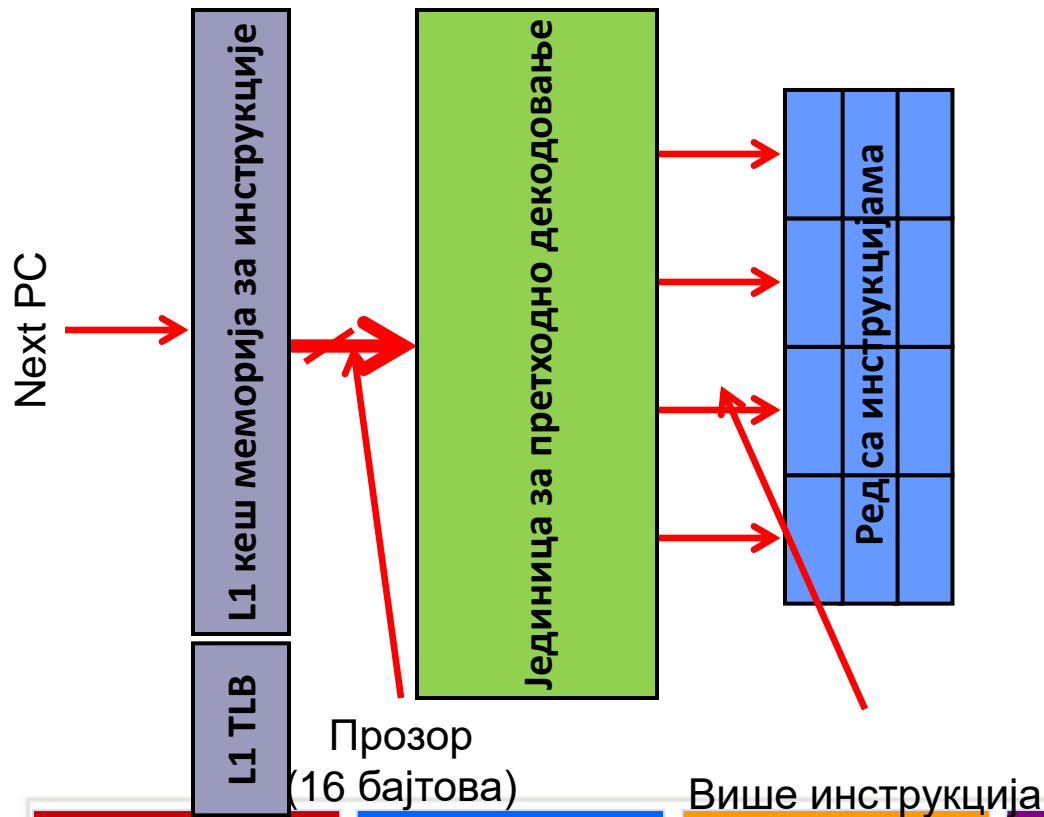 Next PC
L1 кеш меморија за инструкције
L1 TLB
Јединица за претходно декодовање
Ред са инструкцијама
Прозор
(16 бајтова)
Више инструкција